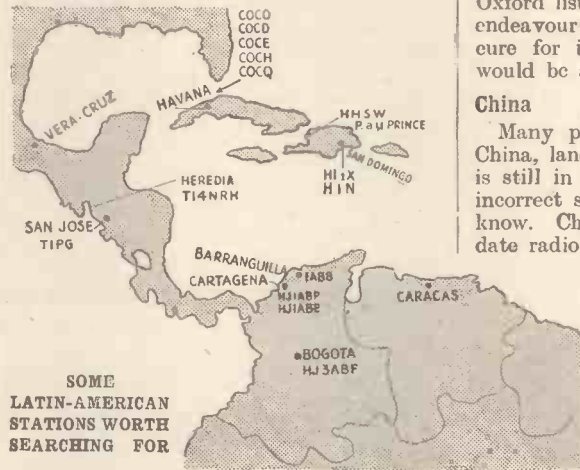 COCO
COCD
COCE
COCH
COCQ
HAVANA
VERA-CRUZ
HHSW
P. au PRINCE
SAN DOMINGO
HI1X
HIN
HEREDIA
TI4NRH
SAN JOSE
TIPG
BARRANGUILLA
1ABB
CARTAGENA
HJ1ABP
HJ1ABE
CARACAS
BOGOTA
HJ3ABF
SOME
LATIN-AMERICAN
STATIONS WORTH
SEARCHING FOR
Oxford
endeavour
cure for
would be
China
Many
China, lan
is still in
incorrect
know. Ch
date radio